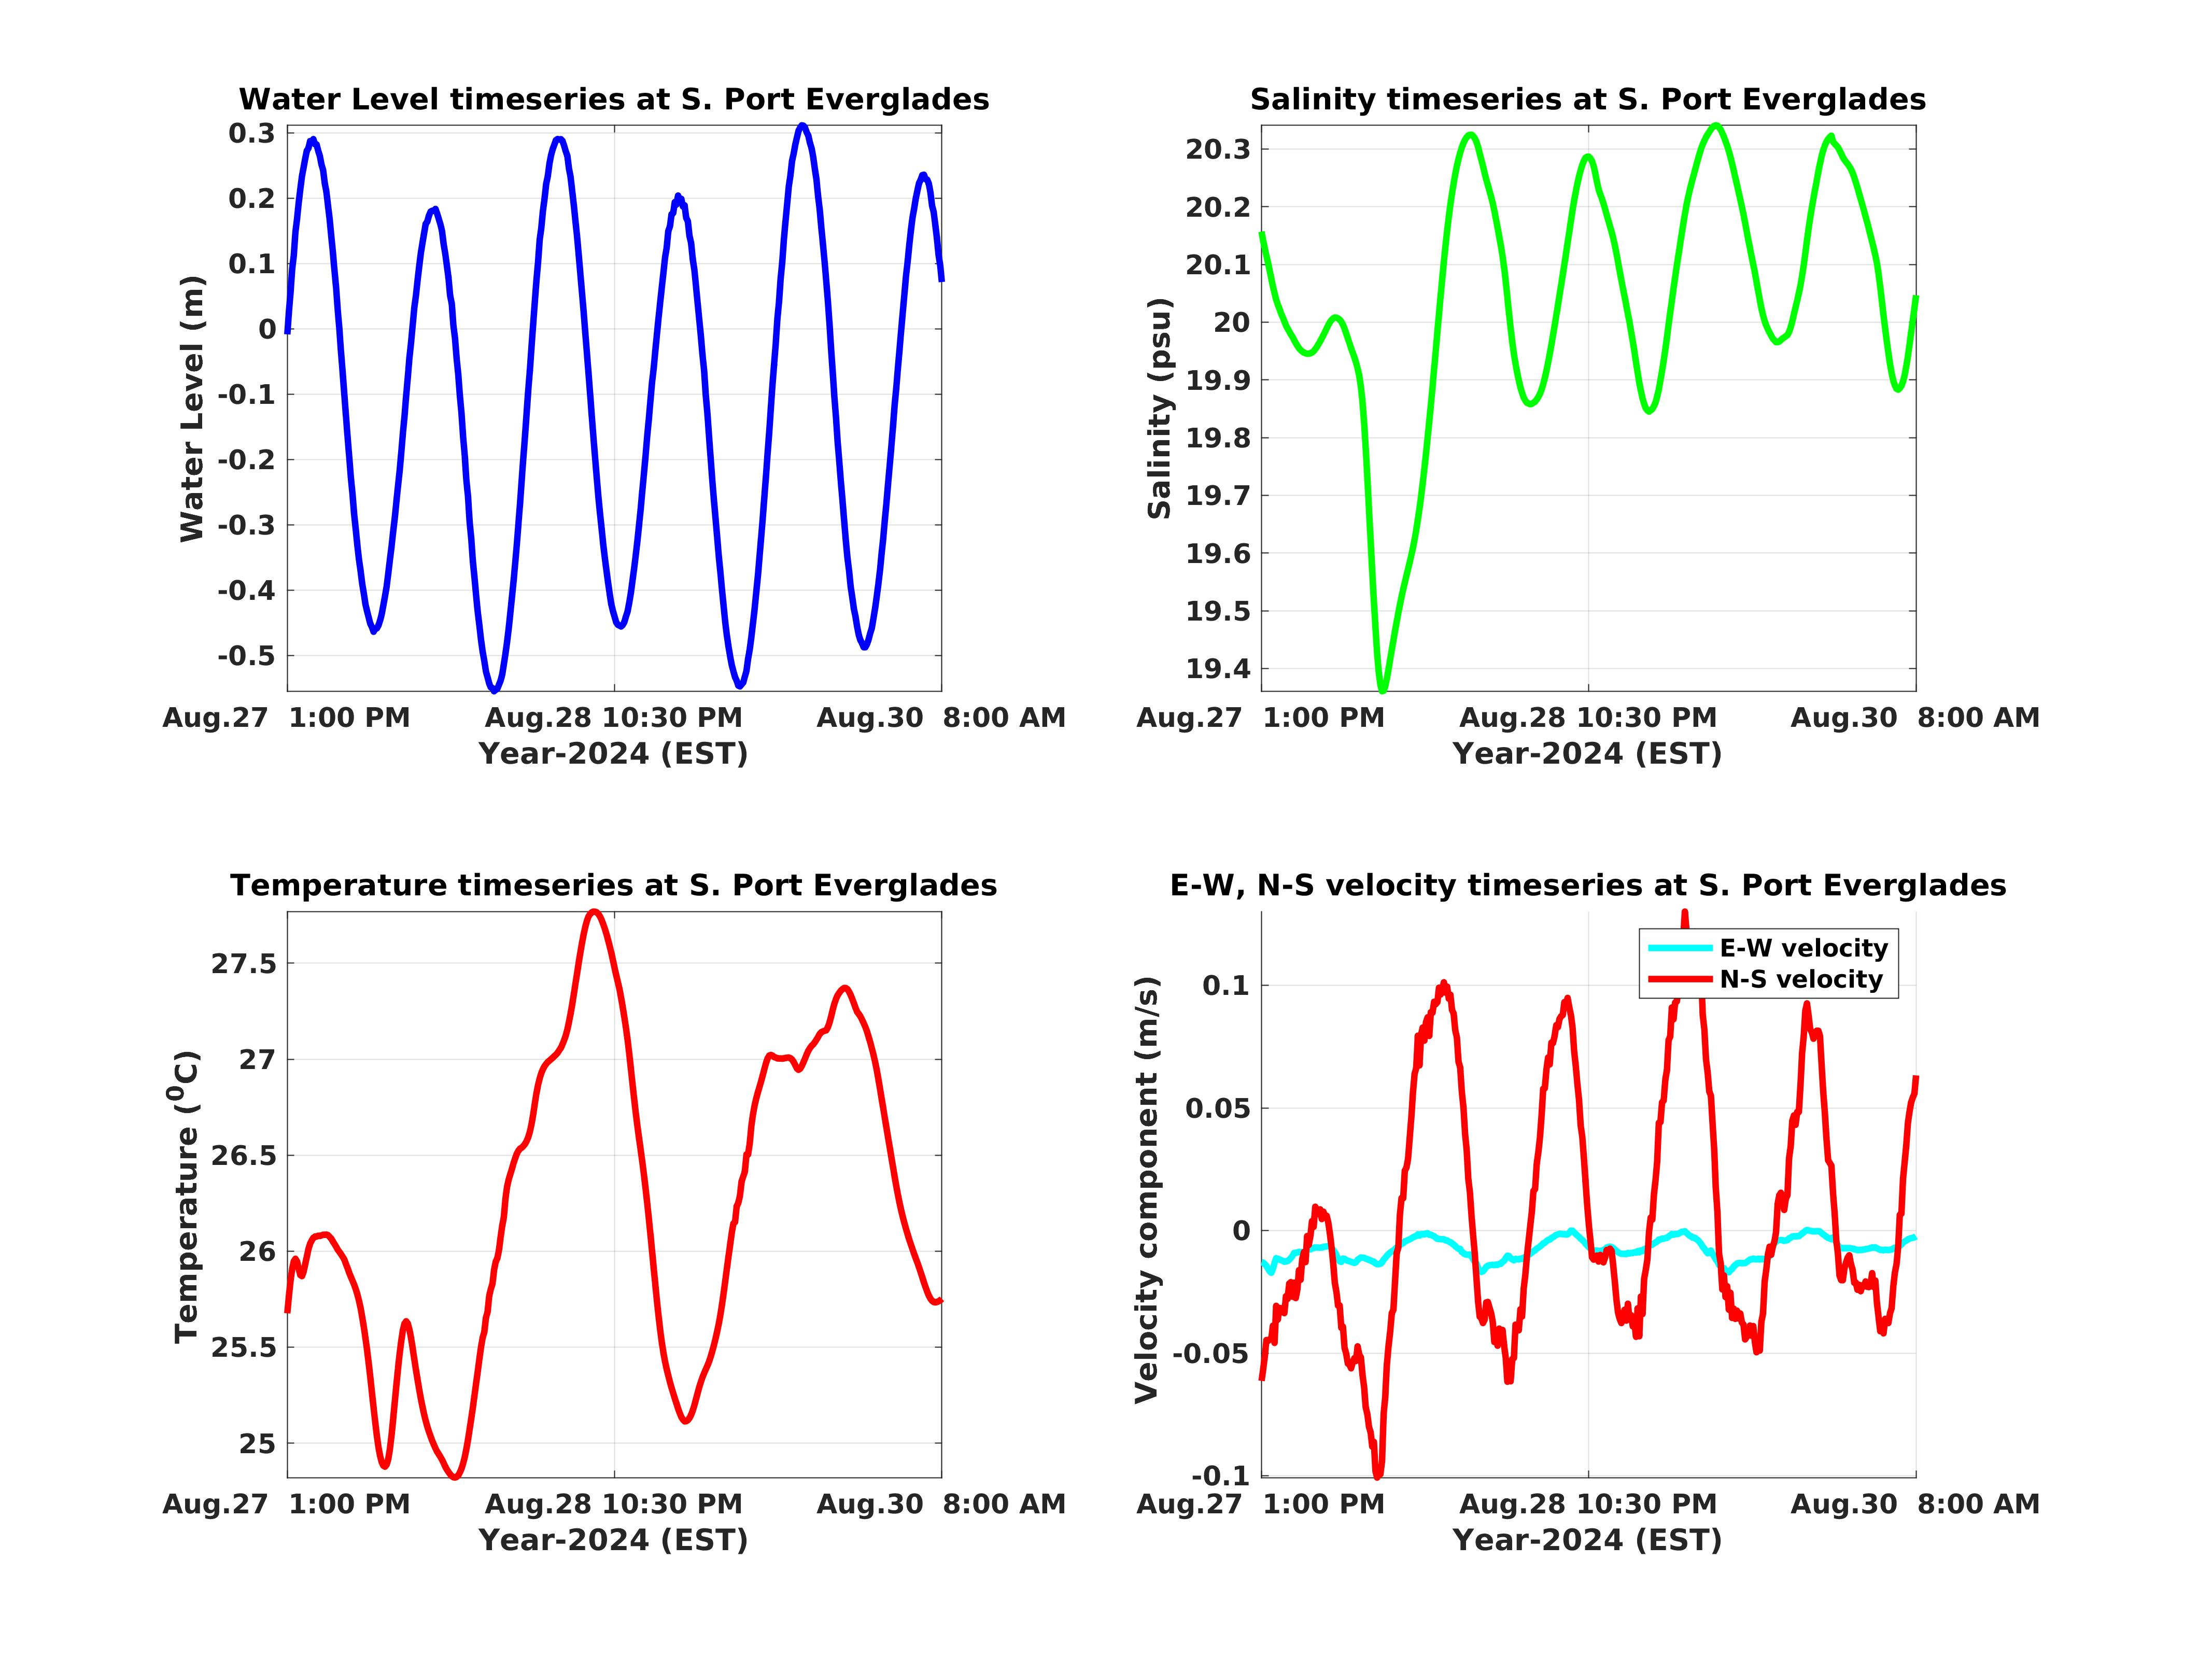 Water Level timeseries at S. Port Everglades
0.3
0.2
0.1
0
-0.1
-0.2
-0.3
-0.4
-0.5
Water Level (m)
Aug.27 1:00 PM Aug.28 10:30 PM Aug.30 8:00 AM
Year-2024 (EST)
Salinity timeseries at S. Port Everglades
20.3
20.2
20.1
20
19.9
19.8
19.7
19.6
19.5
19.4
Salinity (psu)
Aug.27 1:00 PM Aug.28 10:30 PM Aug.30 8:00 AM
Year-2024 (EST)
Temperature timeseries at S. Port Everglades
27.5
27
26.5
26
25.5
25
Temperature (⁰C)
Aug.27 1:00 PM Aug.28 10:30 PM Aug.30 8:00 AM
Year-2024 (EST)
E-W, N-S velocity timeseries at S. Port Everglades
E-W velocity
N-S velocity
0.1
0.05
0
-0.05
-0.1
Velocity component (m/s)
Aug.27 1:00 PM Aug.28 10:30 PM Aug.30 8:00 AM
Year-2024 (EST)